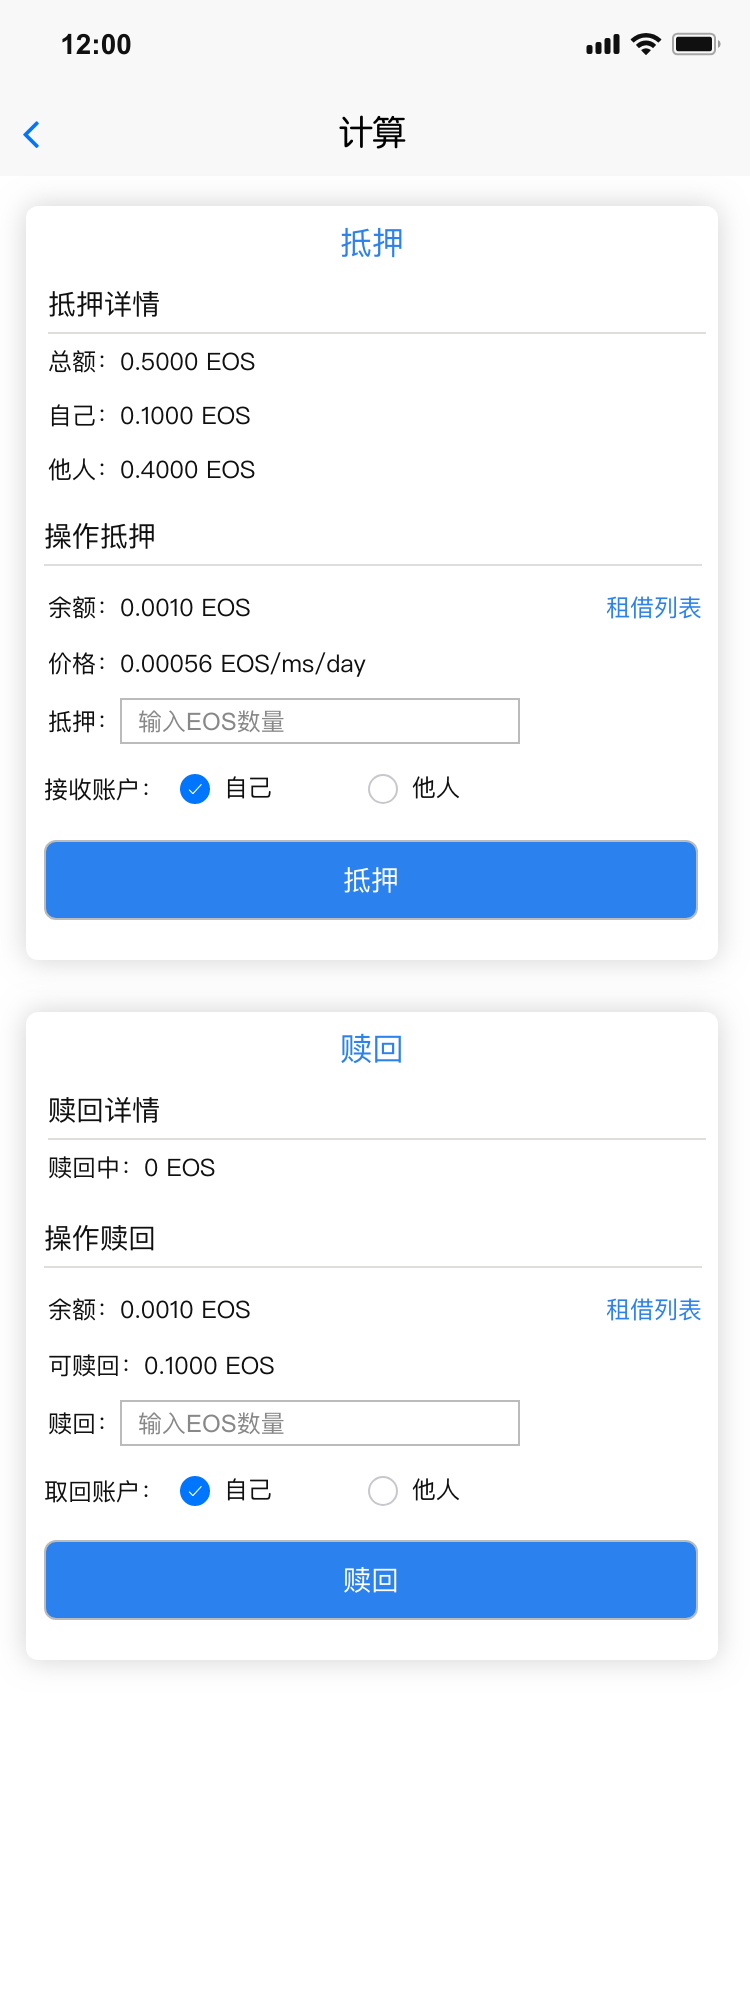 12:00
计算
抵押
抵押详情
总额：0.5000 EOS
自己：0.1000 EOS
他人：0.4000 EOS
操作抵押
余额：0.0010 EOS 租借列表
价格：0.00056 EOS/ms/day
抵押：输入EOS数量
接收账户：自己 他人
抵押
赎回
赎回详情
赎回中：0 EOS
操作赎回
余额：0.0010 EOS 租借列表
可赎回：0.1000 EOS
赎回：输入EOS数量
取回账户：自己 他人
赎回